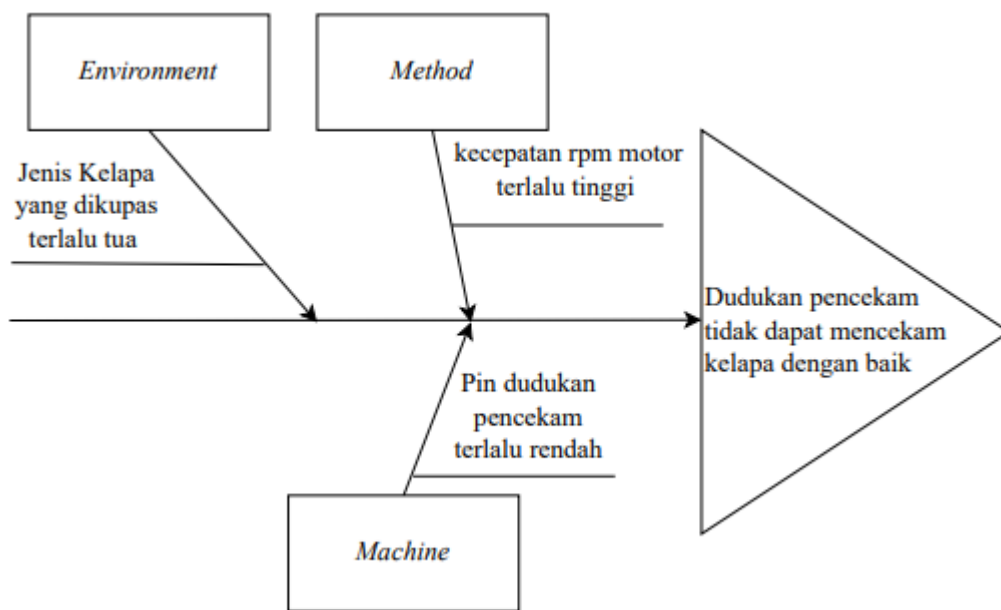 Environment
Method
Jenis Kelapa
yang dikupas
terlalu tua
kecepatan rpm motor
terlalu tinggi
Dudukan pencekam
tidak dapat mencekam
kelapa dengan baik
Pin dudukan
pencekam
terlalu rendah
Machine